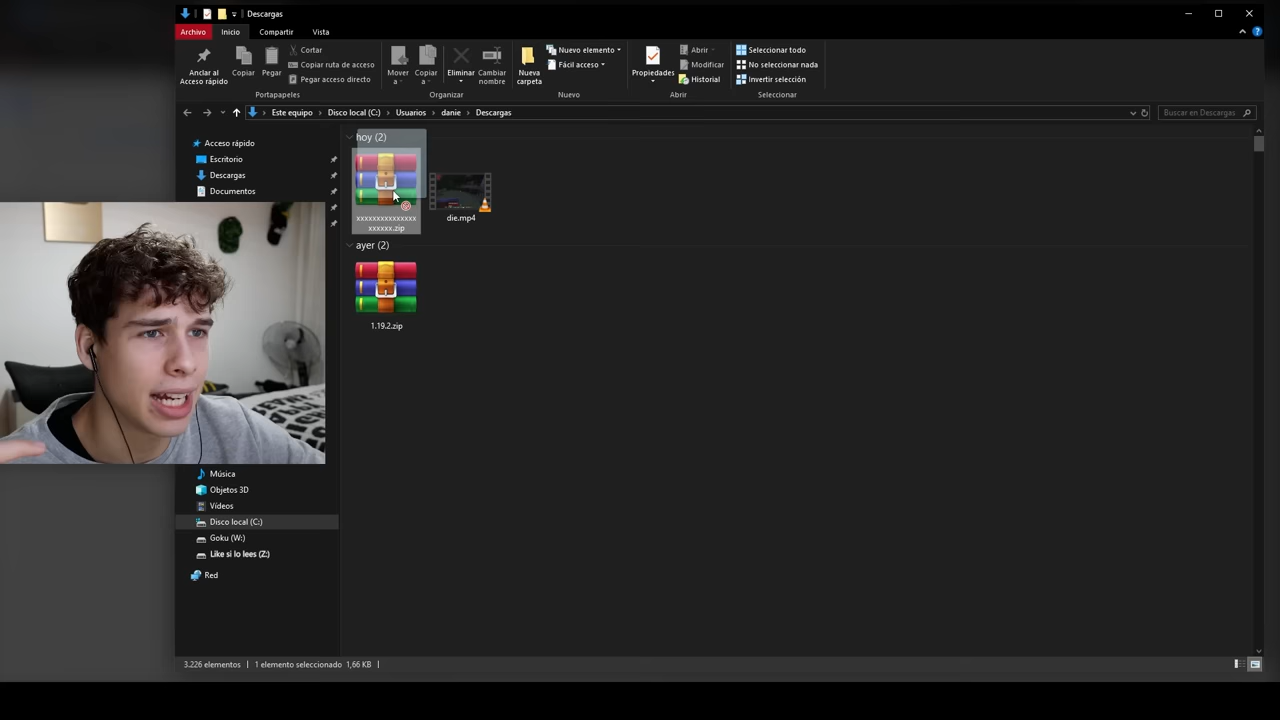 Descargas
Archivo
Inicio
Compartir
Vista
Anclar al
Acceso rápido
Copiar
Pegar
Cortar
Copiar ruta de acceso
Pegar acceso directo
Portapapeles
Mover
a
Copiar
a
Eliminar
Cambiar
nombre
Organizar
Nueva
carpeta
Nuevo elemento
Fácil acceso
Nuevo
Propiedades
Abrir
Modificar
Historial
Abrir
Seleccionar todo
No seleccionar nada
Invertir selección
Seleccionar
Este equipo > Disco local (C:) > Usuarios > danie > Descargas
Buscar en Descargas
Acceso rápido
Escritorio
Descargas
Documentos
Música
Objetos 3D
Vídeos
Disco local (C:)
Goku (W:)
Like si lo lees (Z:)
Red
hoy (2)
xxxxxxxxxxxxxxx
xxxxxx.zip
die.mp4
ayer (2)
1.19.2.zip
3.226 elementos
1 elemento seleccionado 1,66 KB